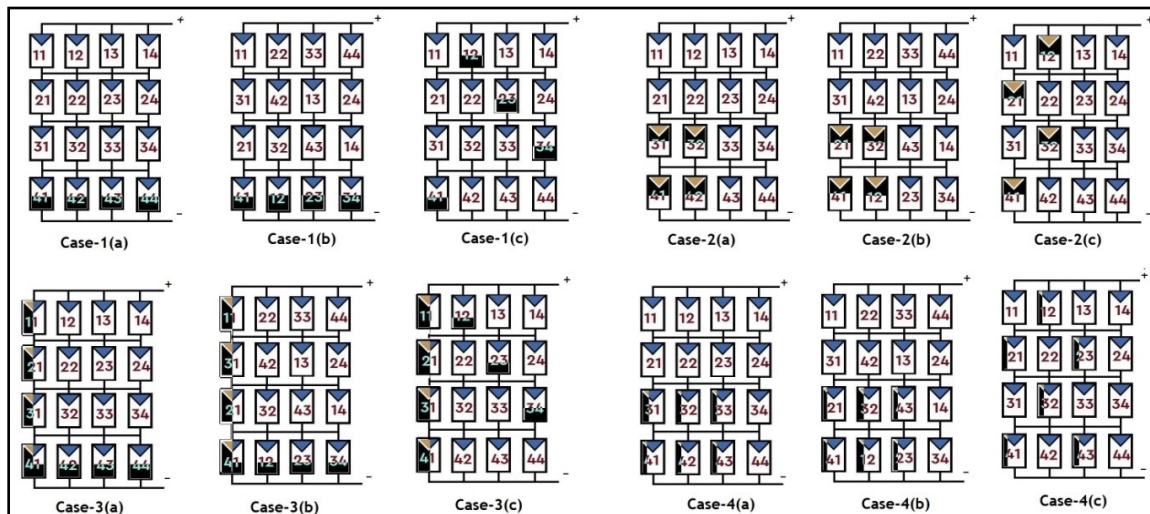 + + +
11 12 13 14 11 22 33 44 11 12 13 14 11 12 13 14 11 22 33 44 11 12 13 14
21 22 23 24 31 42 13 24 21 22 23 24 21 22 23 24 31 42 13 24 21 22 23 24
31 32 33 34 21 32 43 14 31 32 33 34 31 32 33 34 21 32 43 14 31 32 33 34
41 42 43 44 41 12 23 34 41 42 43 44 41 42 43 44 41 12 23 34 41 42 43 44
- - -
Case-1(a) Case-1(b) Case-1(c) Case-2(a) Case-2(b) Case-2(c)
+ + + + + +
11 12 13 14 11 22 33 44 11 12 13 14 11 12 13 14 11 22 33 44 11 12 13 14
21 22 23 24 31 42 13 24 21 22 23 24 21 22 23 24 31 42 13 24 21 22 23 24
31 32 33 34 21 32 43 14 31 32 33 34 31 32 33 34 21 32 43 14 31 32 33 34
41 42 43 44 41 12 23 34 41 42 43 44 41 42 43 44 41 12 23 34 41 42 43 44
- - - - - -
Case-3(a) Case-3(b) Case-3(c) Case-4(a) Case-4(b) Case-4(c)